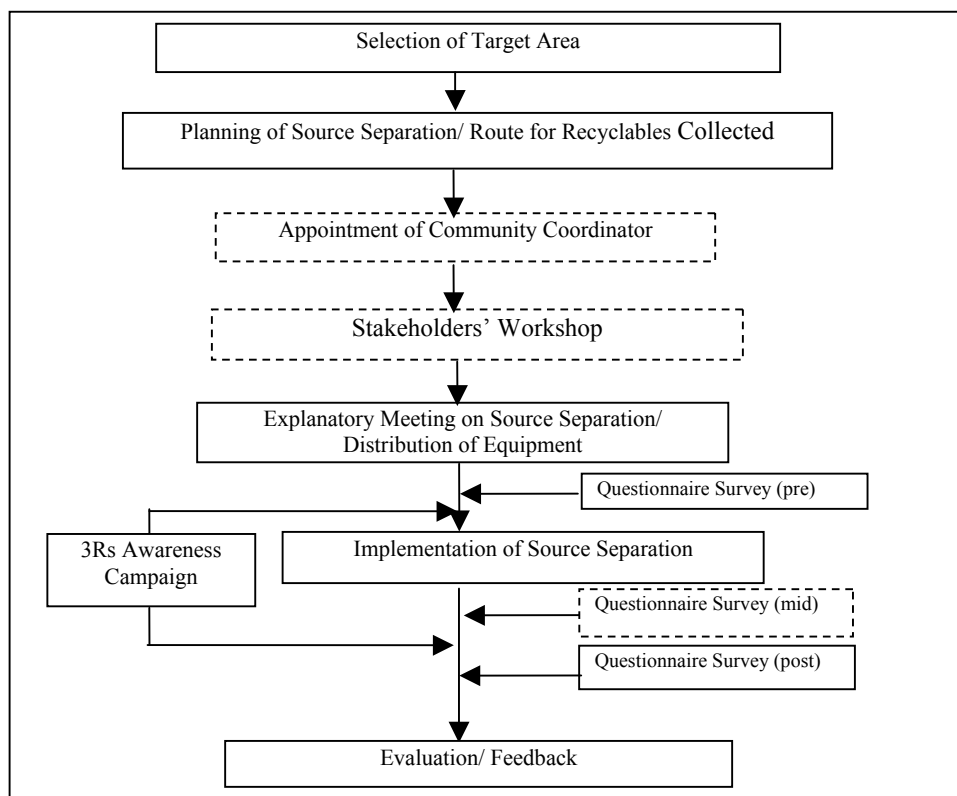 Selection of Target Area
Planning of Source Separation/ Route for Recyclables Collected
Appointment of Community Coordinator
Stakeholders’ Workshop
Explanatory Meeting on Source Separation/
Distribution of Equipment
Questionnaire Survey (pre)
3Rs Awareness
Campaign
Implementation of Source Separation
Questionnaire Survey (mid)
Questionnaire Survey (post)
Evaluation/ Feedback